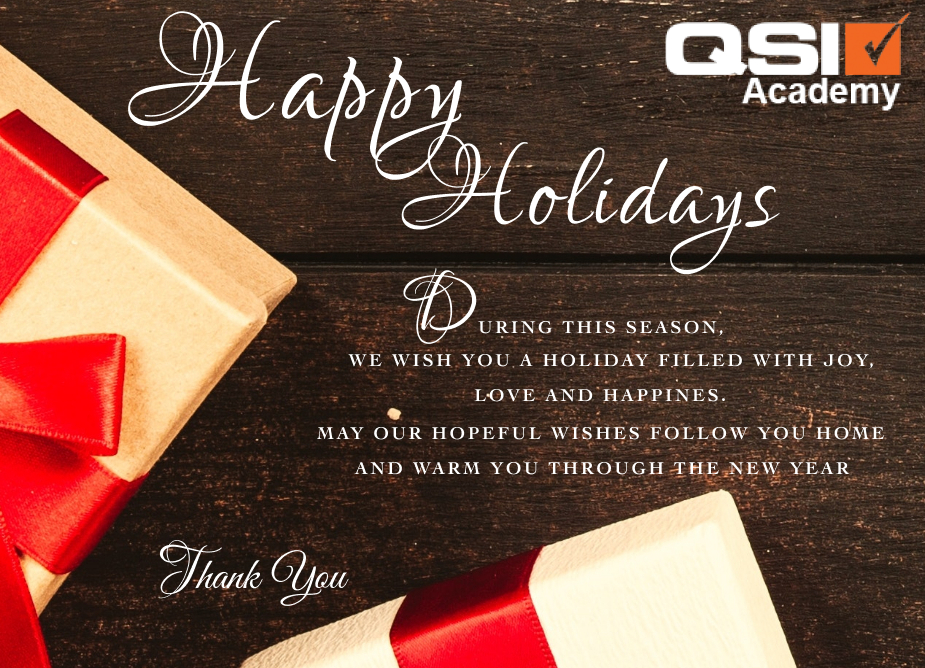 Happy
QSI
Academy
Holidays
DURING THIS SEASON,
WE WISH YOU A HOLIDAY FILLED WITH JOY,
LOVE AND HAPPINES.
MAY OUR HOPEFUL WISHES FOLLOW YOU HOME
AND WARM YOU THROUGH THE NEW YEAR
Thank You